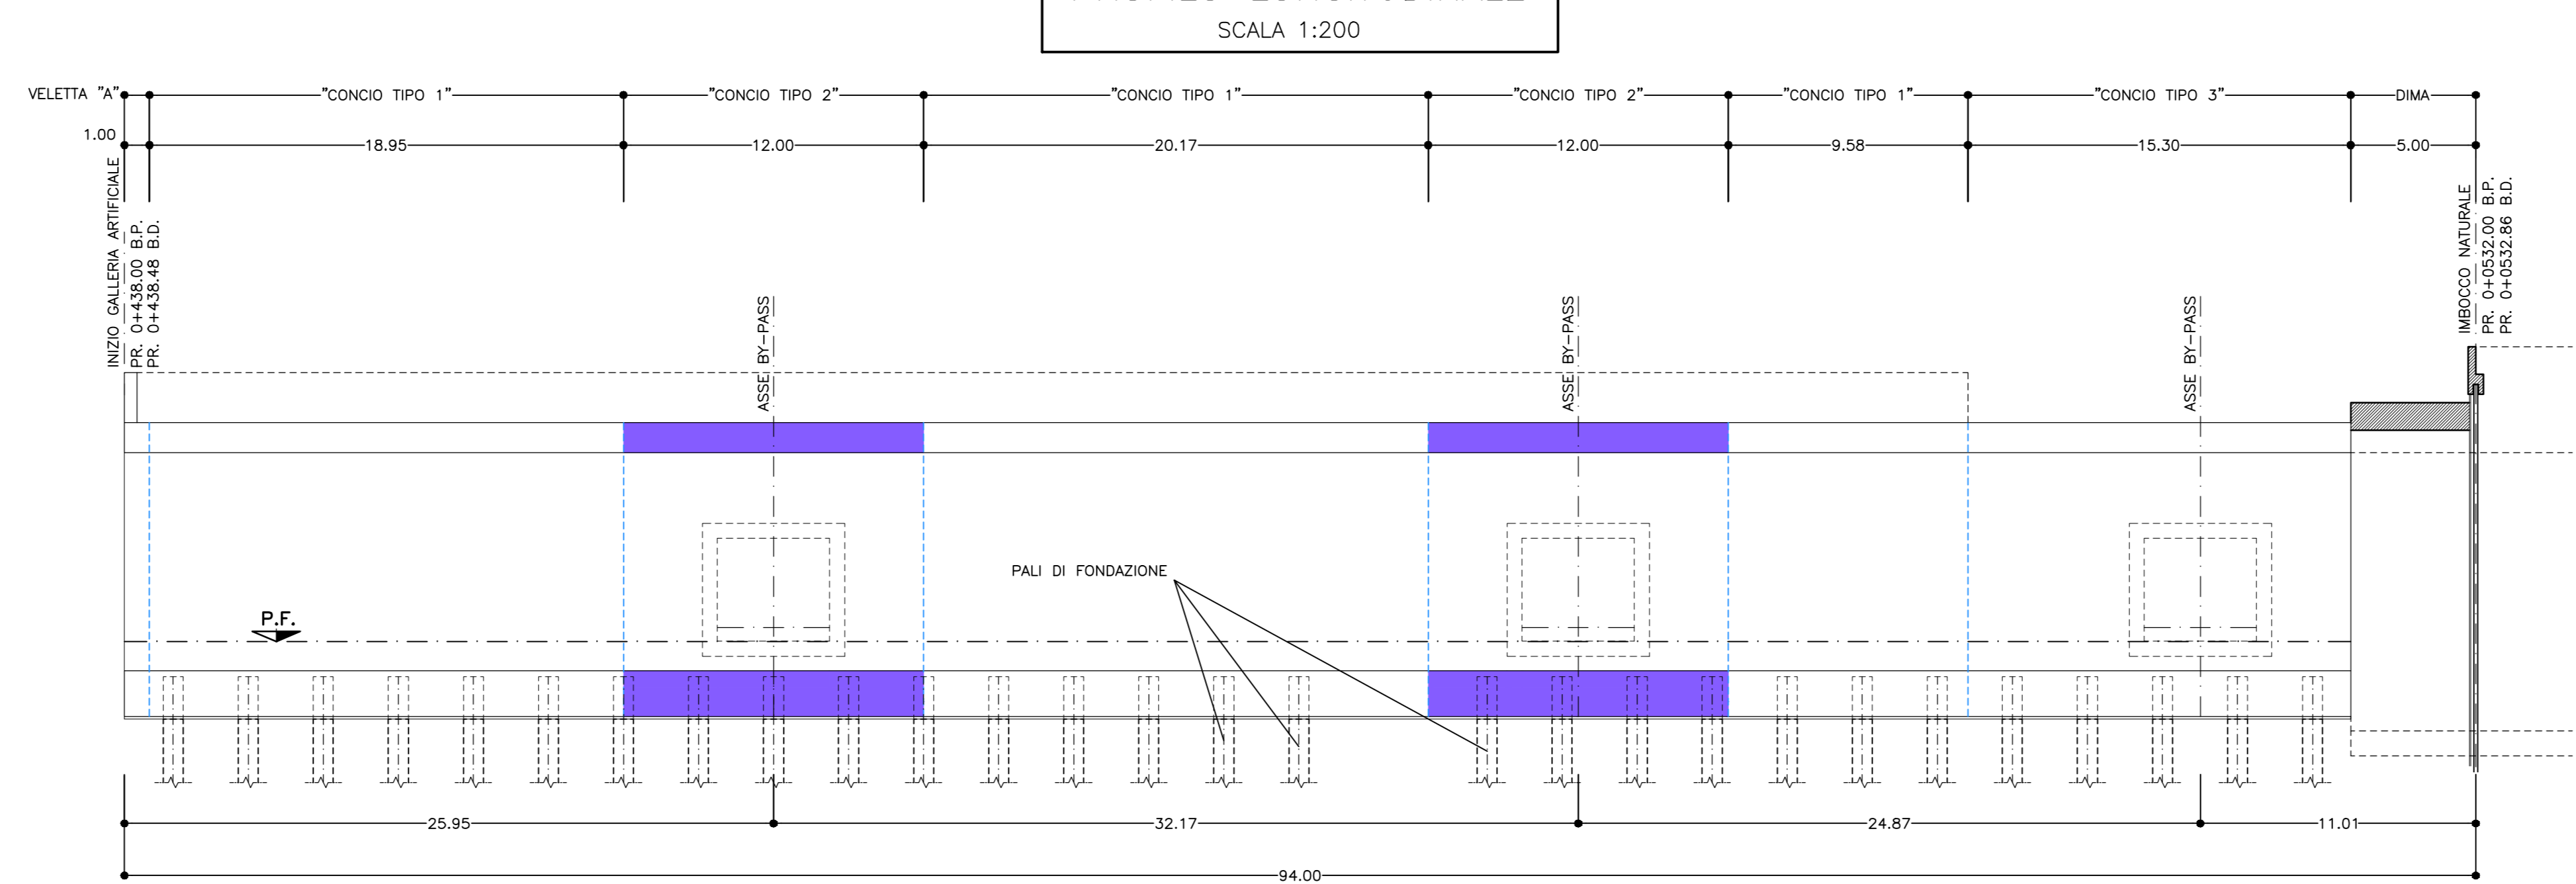 SCALA 1:200
VELETTA "A"
"CONCIO TIPO 1"
"CONCIO TIPO 2"
"CONCIO TIPO 1"
"CONCIO TIPO 2"
"CONCIO TIPO 1"
"CONCIO TIPO 3"
DIMA
1.00
18.95
12.00
20.17
12.00
9.58
15.30
5.00
INIZIO GALLERIA ARTIFICIALE
PR. 0+438.00 B.P.
PR. 0+438.48 B.D.
IMBOCCO NATURALE
PR. 0+0532.00 B.P.
PR. 0+0532.86 B.D.
ASSE BY-PASS
ASSE BY-PASS
ASSE BY-PASS
PALI DI FONDAZIONE
P.F.
25.95
32.17
24.87
11.01
94.00